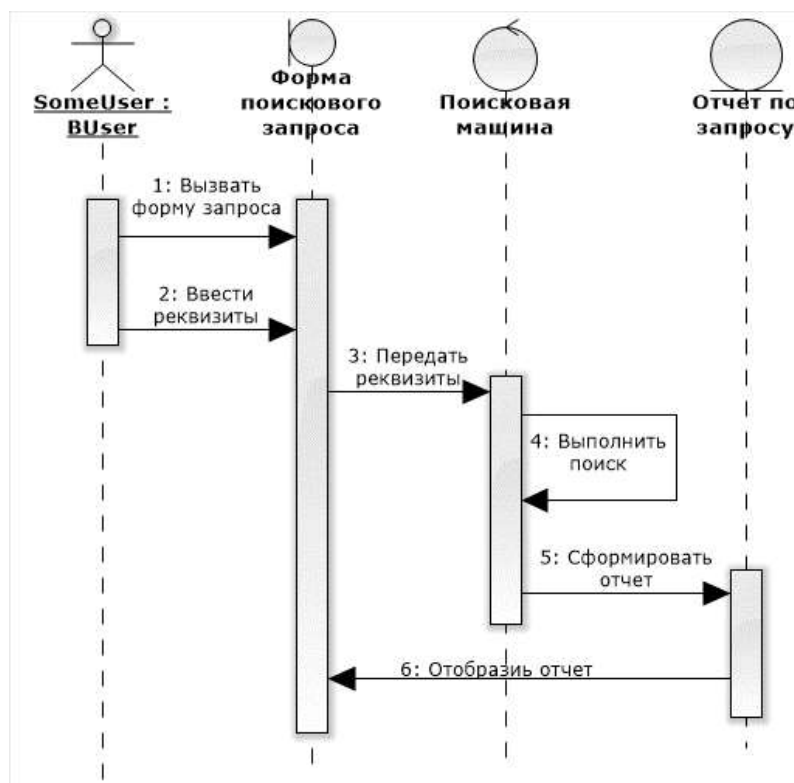 SomeUser :
BUser
Форма
поискового
запроса
Поисковая
машина
Отчет по
запросу
1: Вызвать
форму запроса
2: Ввести
реквизиты
3: Передать
реквизиты
4: Выполнить
поиск
5: Сформировать
отчет
6: Отобразиь отчет